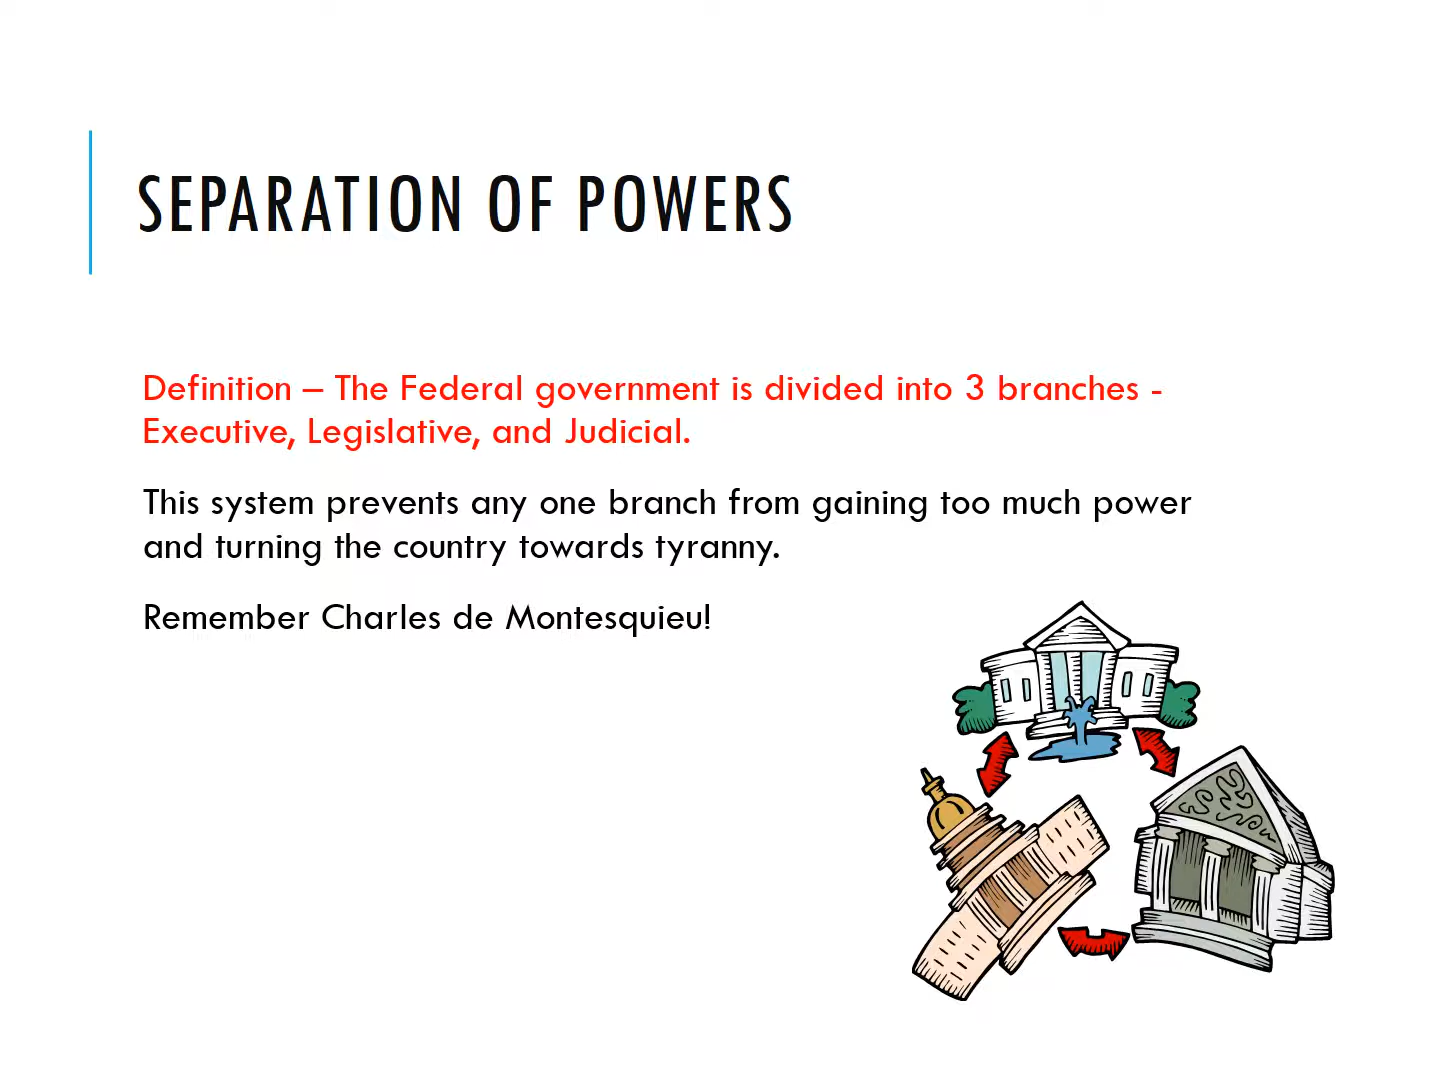 SEPARATION OF POWERS
Definition – The Federal government is divided into 3 branches -
Executive, Legislative, and Judicial.
This system prevents any one branch from gaining too much power
and turning the country towards tyranny.
Remember Charles de Montesquieu!